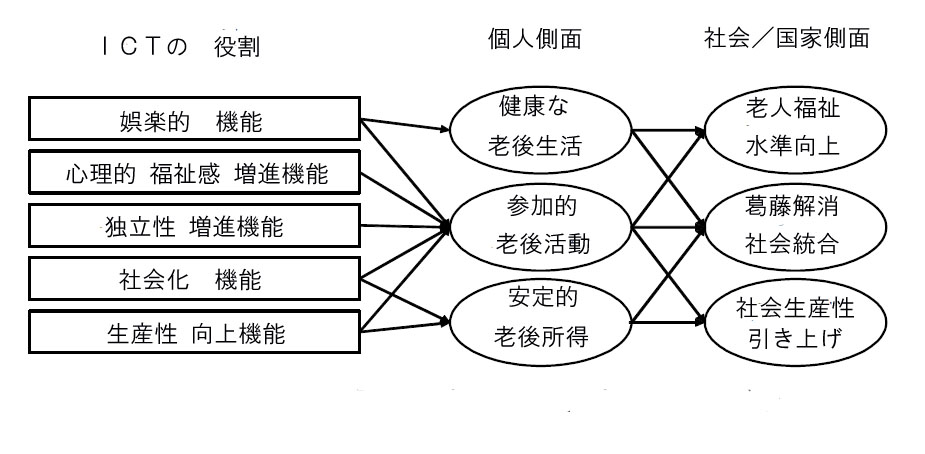 ＩＣＴの　役割
個人側面
社会／国家側面
娯楽的　機能
心理的 福祉感 増進機能
独立性 増進機能
社会化　機能
生産性 向上機能
健康な
老後生活
参加的
老後活動
安定的
老後所得
老人福祉
水準向上
葛藤解消
社会統合
社会生産性
引き上げ